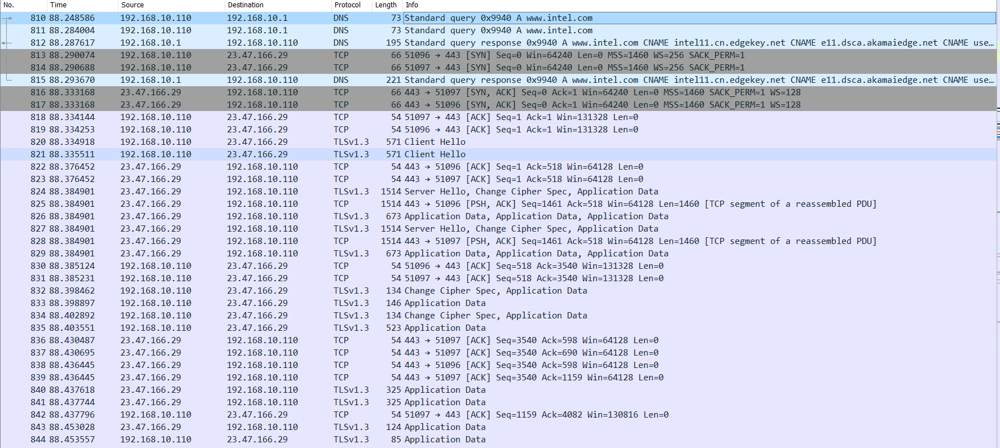 No. Time Source Destination Protocol Length Info
810 88.248586 192.168.10.110 192.168.10.1 DNS 73 Standard query 0x9940 A www.intel.com
811 88.284004 192.168.10.110 192.168.10.1 DNS 73 Standard query 0x9940 A www.intel.com
812 88.287617 192.168.10.1 192.168.10.110 DNS 195 Standard query response 0x9940 A www.intel.com CNAME intel11.cn.edgekey.net CNAME e11.dsca.akamaiedge.net CNAME use…
813 88.290074 192.168.10.110 23.47.166.29 TCP 66 51096 → 443 [SYN] Seq=0 Win=64240 Len=0 MSS=1460 WS=256 SACK_PERM=1
814 88.290688 192.168.10.110 23.47.166.29 TCP 66 51097 → 443 [SYN] Seq=0 Win=64240 Len=0 MSS=1460 WS=256 SACK_PERM=1
815 88.293670 192.168.10.1 192.168.10.110 DNS 221 Standard query response 0x9940 A www.intel.com CNAME intel11.cn.edgekey.net CNAME e11.dsca.akamaiedge.net CNAME use…
816 88.333168 23.47.166.29 192.168.10.110 TCP 66 443 → 51097 [SYN, ACK] Seq=0 Ack=1 Win=64240 Len=0 MSS=1460 SACK_PERM=1 WS=128
817 88.333168 23.47.166.29 192.168.10.110 TCP 66 443 → 51096 [SYN, ACK] Seq=0 Ack=1 Win=64240 Len=0 MSS=1460 SACK_PERM=1 WS=128
818 88.334144 192.168.10.110 23.47.166.29 TCP 54 51097 → 443 [ACK] Seq=1 Ack=1 Win=131328 Len=0
819 88.334253 192.168.10.110 23.47.166.29 TCP 54 51096 → 443 [ACK] Seq=1 Ack=1 Win=131328 Len=0
820 88.334918 192.168.10.110 23.47.166.29 TLSv1.3 571 Client Hello
821 88.335511 192.168.10.110 23.47.166.29 TLSv1.3 571 Client Hello
822 88.376452 23.47.166.29 192.168.10.110 TCP 54 443 → 51096 [ACK] Seq=1 Ack=518 Win=64128 Len=0
823 88.376452 23.47.166.29 192.168.10.110 TCP 54 443 → 51097 [ACK] Seq=1 Ack=518 Win=64128 Len=0
824 88.384901 23.47.166.29 192.168.10.110 TLSv1.3 1514 Server Hello, Change Cipher Spec, Application Data
825 88.384901 23.47.166.29 192.168.10.110 TCP 1514 443 → 51096 [PSH, ACK] Seq=1461 Ack=518 Win=64128 Len=1460 [TCP segment of a reassembled PDU]
826 88.384901 23.47.166.29 192.168.10.110 TLSv1.3 673 Application Data, Application Data, Application Data
827 88.384901 23.47.166.29 192.168.10.110 TLSv1.3 1514 Server Hello, Change Cipher Spec, Application Data
828 88.384901 23.47.166.29 192.168.10.110 TCP 1514 443 → 51097 [PSH, ACK] Seq=1461 Ack=518 Win=64128 Len=1460 [TCP segment of a reassembled PDU]
829 88.384901 23.47.166.29 192.168.10.110 TLSv1.3 673 Application Data, Application Data, Application Data
830 88.385124 192.168.10.110 23.47.166.29 TCP 54 51096 → 443 [ACK] Seq=518 Ack=3540 Win=131328 Len=0
831 88.385231 192.168.10.110 23.47.166.29 TCP 54 51097 → 443 [ACK] Seq=518 Ack=3540 Win=131328 Len=0
832 88.398462 192.168.10.110 23.47.166.29 TLSv1.3 134 Change Cipher Spec, Application Data
833 88.398897 192.168.10.110 23.47.166.29 TLSv1.3 146 Application Data
834 88.402892 192.168.10.110 23.47.166.29 TLSv1.3 134 Change Cipher Spec, Application Data
835 88.403551 192.168.10.110 23.47.166.29 TLSv1.3 523 Application Data
836 88.430487 23.47.166.29 192.168.10.110 TCP 54 443 → 51097 [ACK] Seq=3540 Ack=598 Win=64128 Len=0
837 88.430695 23.47.166.29 192.168.10.110 TCP 54 443 → 51097 [ACK] Seq=3540 Ack=690 Win=64128 Len=0
838 88.436445 23.47.166.29 192.168.10.110 TCP 54 443 → 51096 [ACK] Seq=3540 Ack=598 Win=64128 Len=0
839 88.436445 23.47.166.29 192.168.10.110 TCP 54 443 → 51097 [ACK] Seq=3540 Ack=1159 Win=64128 Len=0
840 88.437618 23.47.166.29 192.168.10.110 TLSv1.3 325 Application Data
841 88.437744 23.47.166.29 192.168.10.110 TLSv1.3 325 Application Data
842 88.437796 192.168.10.110 23.47.166.29 TCP 54 51097 → 443 [ACK] Seq=1159 Ack=4082 Win=130816 Len=0
843 88.453028 23.47.166.29 192.168.10.110 TLSv1.3 124 Application Data
844 88.453557 192.168.10.110 23.47.166.29 TLSv1.3 85 Application Data